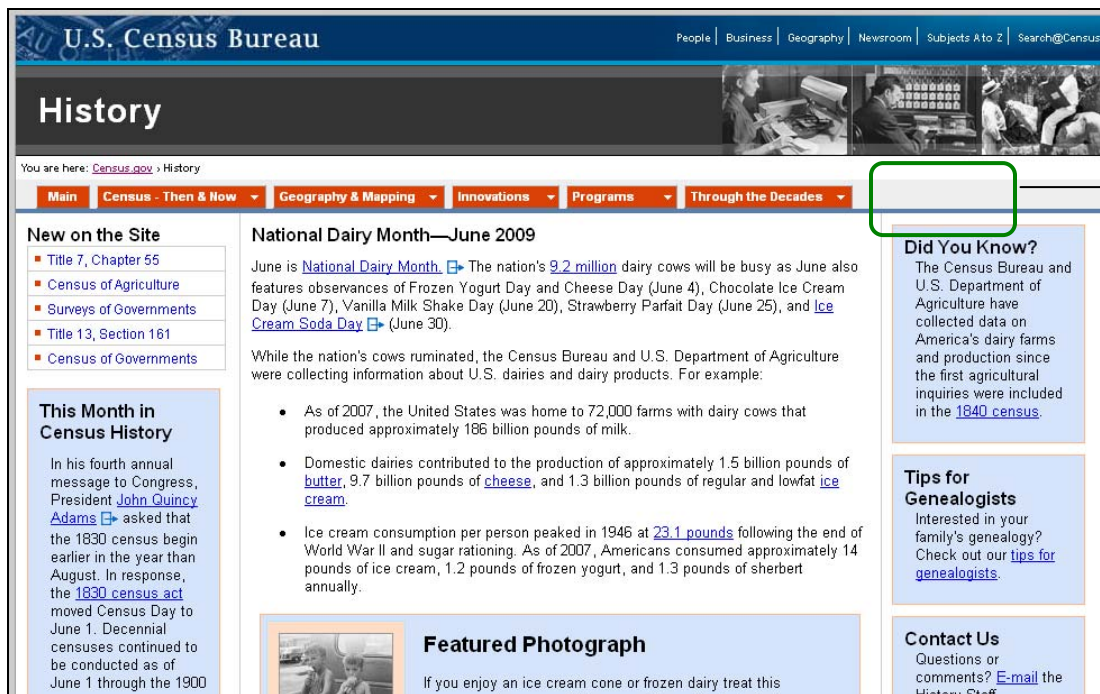 U.S. Census Bureau
People | Business | Geography | Newsroom | Subjects A to Z | Search@Census
History
You are here: Census.gov › History
Main
Census - Then & Now
Geography & Mapping
Innovations
Programs
Through the Decades
New on the Site
Title 7, Chapter 55
Census of Agriculture
Surveys of Governments
Title 13, Section 161
Census of Governments
This Month in
Census History
In his fourth annual
message to Congress,
President John Quincy
Adams asked that
the 1830 census begin
earlier in the year than
August. In response,
the 1830 census act
moved Census Day to
June 1. Decennial
censuses continued to
be conducted as of
June 1 through the 1900
National Dairy Month—June 2009
June is National Dairy Month. The nation's 9.2 million dairy cows will be busy as June also
features observances of Frozen Yogurt Day and Cheese Day (June 4), Chocolate Ice Cream
Day (June 7), Vanilla Milk Shake Day (June 20), Strawberry Parfait Day (June 25), and Ice
Cream Soda Day (June 30).
While the nation's cows ruminated, the Census Bureau and U.S. Department of Agriculture
were collecting information about U.S. dairies and dairy products. For example:
• As of 2007, the United States was home to 72,000 farms with dairy cows that
produced approximately 186 billion pounds of milk.
• Domestic dairies contributed to the production of approximately 1.5 billion pounds of
butter, 9.7 billion pounds of cheese, and 1.3 billion pounds of regular and lowfat ice
cream.
• Ice cream consumption per person peaked in 1946 at 23.1 pounds following the end of
World War II and sugar rationing. As of 2007, Americans consumed approximately 14
pounds of ice cream, 1.2 pounds of frozen yogurt, and 1.3 pounds of sherbert
annually.
Featured Photograph
If you enjoy an ice cream cone or frozen dairy treat this
Did You Know?
The Census Bureau and
U.S. Department of
Agriculture have
collected data on
America's dairy farms
and production since
the first agricultural
inquiries were included
in the 1840 census.
Tips for
Genealogists
Interested in your
family's genealogy?
Check out our tips for
genealogists.
Contact Us
Questions or
comments? E-mail the
History Staff